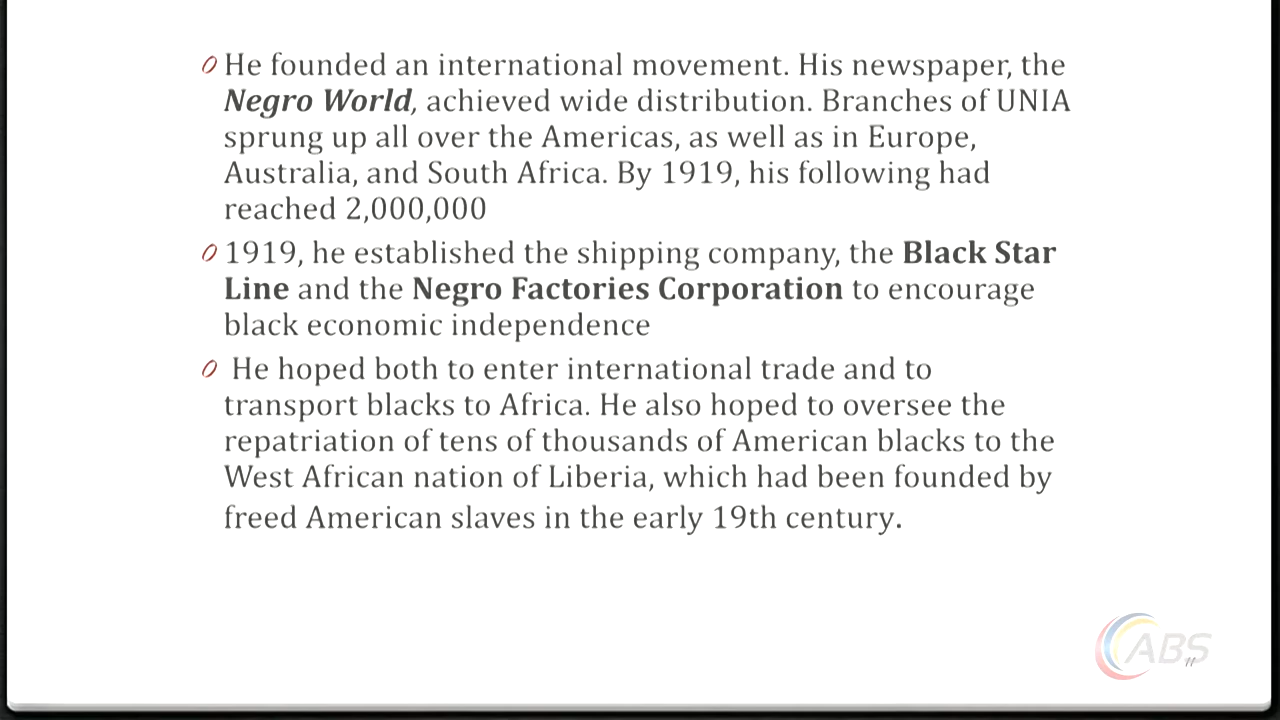 He founded an international movement. His newspaper, the
Negro World, achieved wide distribution. Branches of UNIA
sprung up all over the Americas, as well as in Europe,
Australia, and South Africa. By 1919, his following had
reached 2,000,000
1919, he established the shipping company, the Black Star
Line and the Negro Factories Corporation to encourage
black economic independence
He hoped both to enter international trade and to
transport blacks to Africa. He also hoped to oversee the
repatriation of tens of thousands of American blacks to the
West African nation of Liberia, which had been founded by
freed American slaves in the early 19th century.
ABS
11